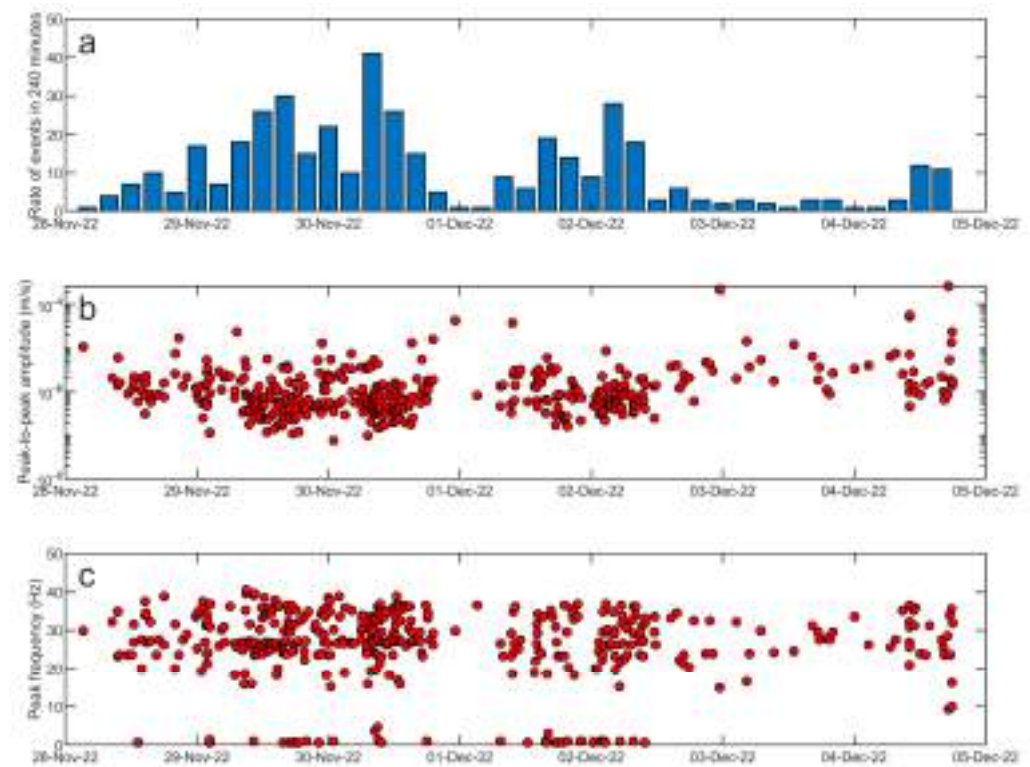 a
Rate of events in 240 minutes
50
40
30
20
10
0
28-Nov-22 29-Nov-22 30-Nov-22 01-Dec-22 02-Dec-22 03-Dec-22 04-Dec-22 05-Dec-22
b
Peak-to-peak amplitude (m/s)
28-Nov-22 29-Nov-22 30-Nov-22 01-Dec-22 02-Dec-22 03-Dec-22 04-Dec-22 05-Dec-22
c
Peak frequency (Hz)
50
40
30
20
10
0
28-Nov-22 29-Nov-22 30-Nov-22 01-Dec-22 02-Dec-22 03-Dec-22 04-Dec-22 05-Dec-22